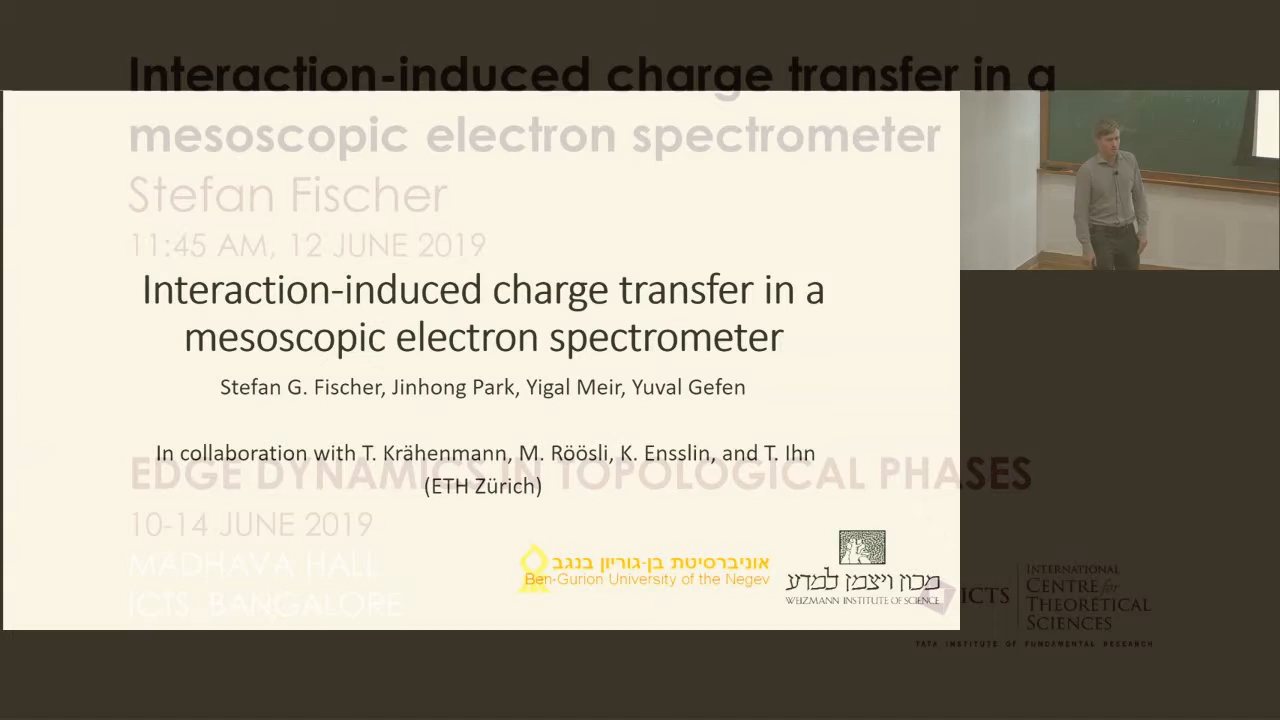 Interaction-induced charge transfer in a
mesoscopic electron spectrometer
Stefan Fischer
11:45 AM, 12 JUNE 2019
Interaction-induced charge transfer in a
mesoscopic electron spectrometer
Stefan G. Fischer, Jinhong Park, Yigal Meir, Yuval Gefen
In collaboration with T. Krähenmann, M. Röösli, K. Ensslin, and T. Ihn
(ETH Zürich)
EDGE DYNAMICS IN TOPOLOGICAL PHASES
10-14 JUNE 2019
MADHAVA HALL
ICTS, BANGALORE
אוניברסיטת בן-גוריון בנגב
Ben-Gurion University of the Negev
מכון ויצמן למדע
WEIZMANN INSTITUTE OF SCIENCE
ICTS
INTERNATIONAL
CENTRE for
THEORETICAL
SCIENCES
TATA INSTITUTE OF FUNDAMENTAL RESEARCH